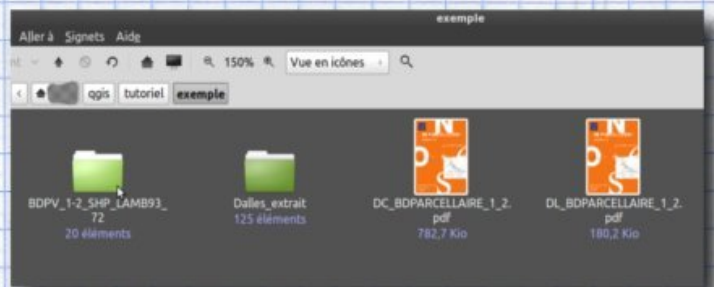 exemple
Aller à Signets Aide
150% Vue en icônes
qgis tutoriel exemple
BDPV_1-2_SHP_LAMB93_ Dalles_extrait DC_BDPARCELLAIRE_1_2. DL_BDPARCELLAIRE_1_2.
72 125 éléments pdf pdf
20 éléments 782,7 Kio 180,2 Kio